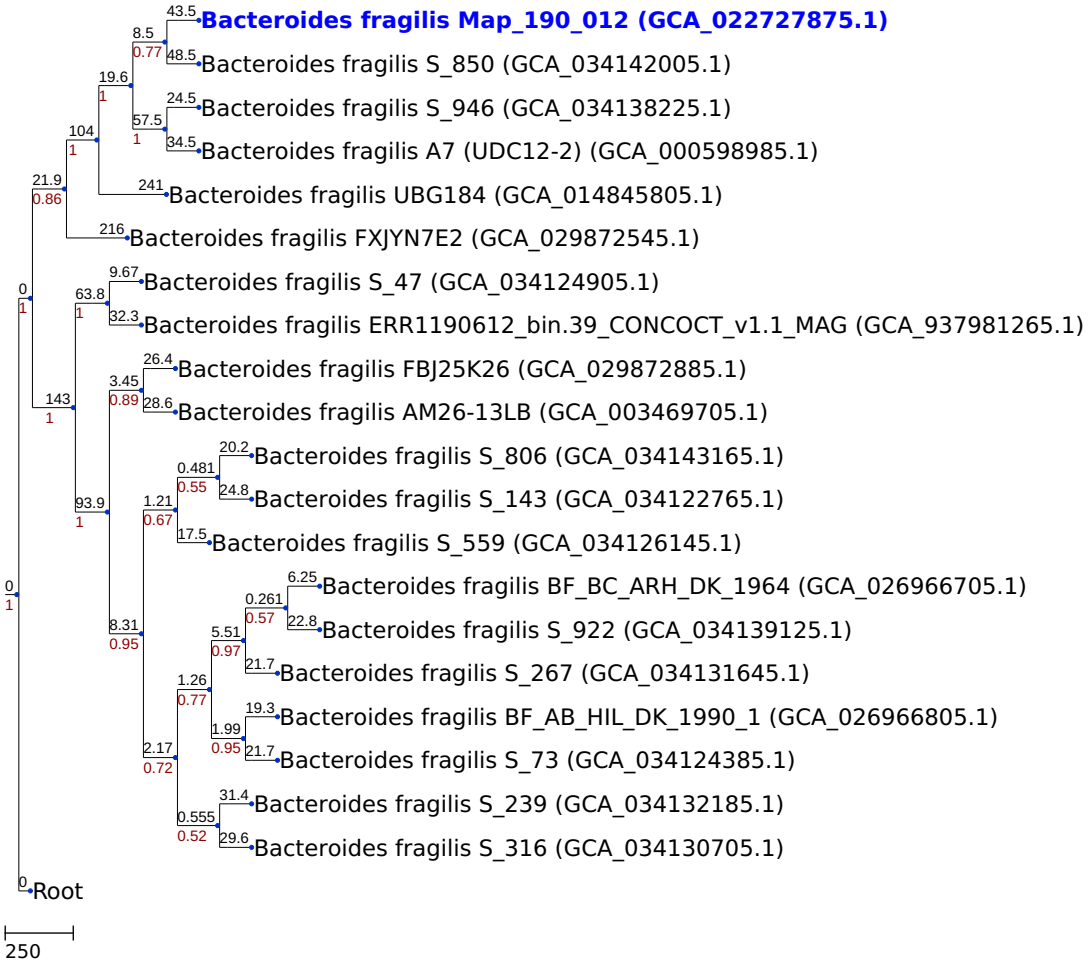 43.5
Bacteroides fragilis Map_190_012 (GCA_022727875.1)
8.5
0.77
48.5
Bacteroides fragilis S_850 (GCA_034142005.1)
19.6
1
24.5
Bacteroides fragilis S_946 (GCA_034138225.1)
57.5
1
34.5
Bacteroides fragilis A7 (UDC12-2) (GCA_000598985.1)
104
1
241
Bacteroides fragilis UBG184 (GCA_014845805.1)
21.9
0.86
216
Bacteroides fragilis FXJYN7E2 (GCA_029872545.1)
9.67
Bacteroides fragilis S_47 (GCA_034124905.1)
0
1
63.8
1
32.3
Bacteroides fragilis ERR1190612_bin.39_CONCOCT_v1.1_MAG (GCA_937981265.1)
26.4
Bacteroides fragilis FBJ25K26 (GCA_029872885.1)
3.45
0.89
143
1
28.6
Bacteroides fragilis AM26-13LB (GCA_003469705.1)
20.2
Bacteroides fragilis S_806 (GCA_034143165.1)
0.481
0.55
24.8
Bacteroides fragilis S_143 (GCA_034122765.1)
93.9
1
1.21
0.67
17.5
Bacteroides fragilis S_559 (GCA_034126145.1)
6.25
Bacteroides fragilis BF_BC_ARH_DK_1964 (GCA_026966705.1)
0
1
0.261
0.57
22.8
Bacteroides fragilis S_922 (GCA_034139125.1)
8.31
0.95
5.51
0.97
21.7
Bacteroides fragilis S_267 (GCA_034131645.1)
1.26
0.77
19.3
Bacteroides fragilis BF_AB_HIL_DK_1990_1 (GCA_026966805.1)
1.99
0.95
21.7
Bacteroides fragilis S_73 (GCA_034124385.1)
2.17
0.72
31.4
Bacteroides fragilis S_239 (GCA_034132185.1)
0.555
0.52
29.6
Bacteroides fragilis S_316 (GCA_034130705.1)
0
Root
250